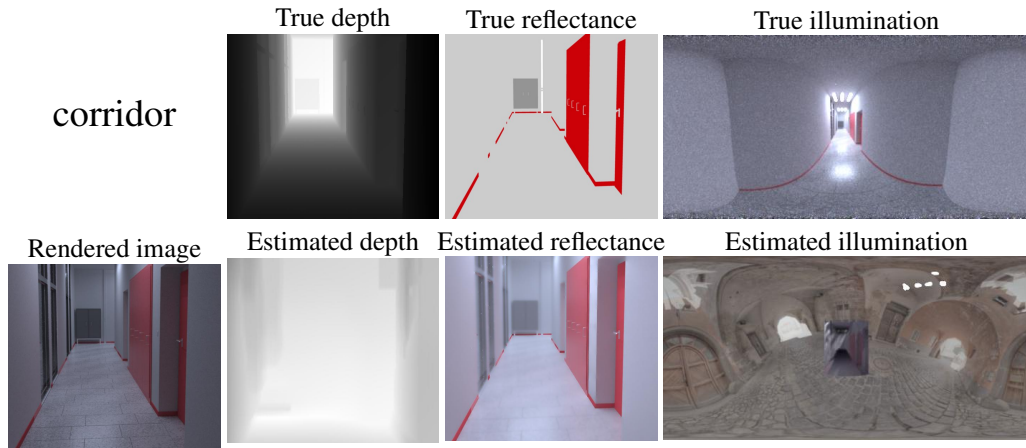 True depth
True reflectance
True illumination
corridor
Rendered image
Estimated depth
Estimated reflectance
Estimated illumination